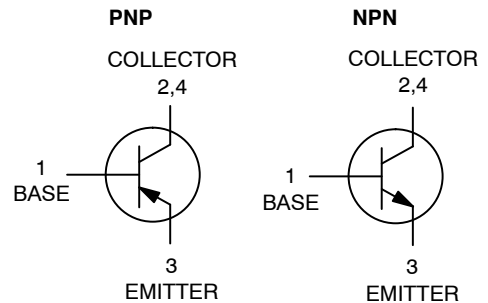 PNP
COLLECTOR
2,4
1
BASE
3
EMITTER
NPN
COLLECTOR
2,4
1
BASE
3
EMITTER